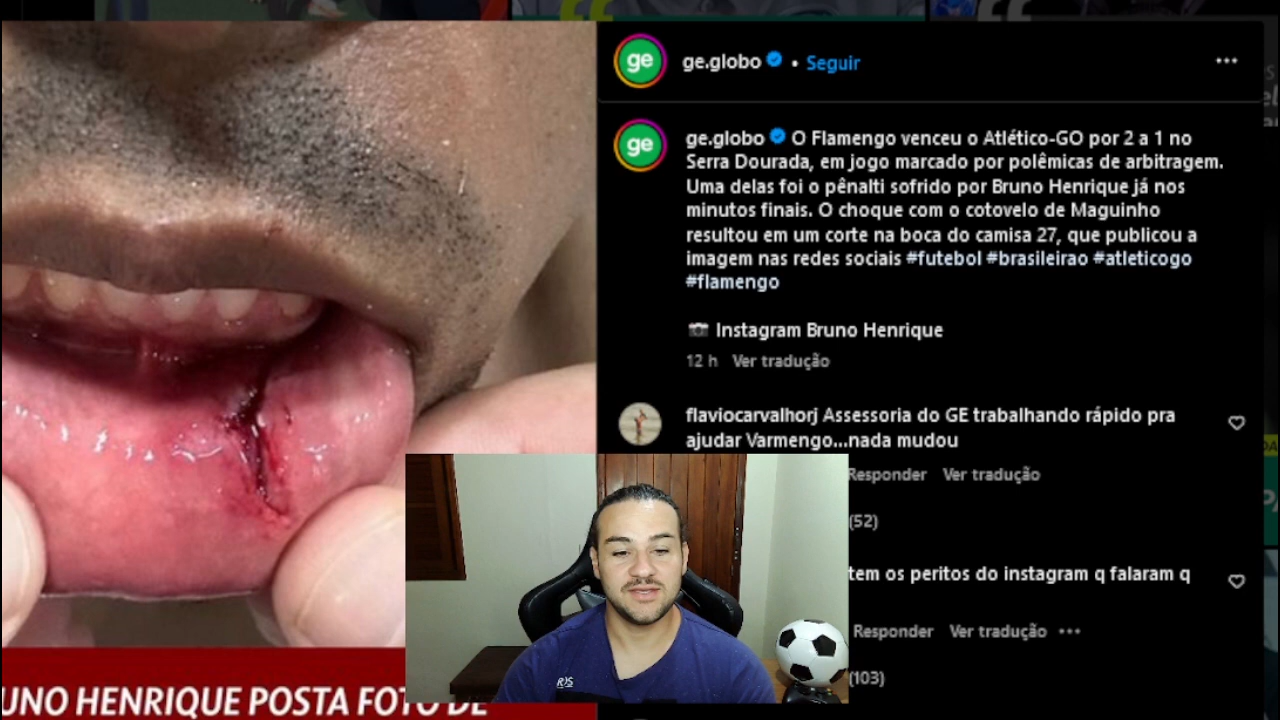 ge
ge.globo • Seguir
ge
ge.globo O Flamengo venceu o Atlético-GO por 2 a 1 no
Serra Dourada, em jogo marcado por polêmicas de arbitragem.
Uma delas foi o pênalti sofrido por Bruno Henrique já nos
minutos finais. O choque com o cotovelo de Maguinho
resultou em um corte na boca do camisa 27, que publicou a
imagem nas redes sociais #futebol #brasileirao #atleticogo
#flamengo
Instagram Bruno Henrique
12 h Ver tradução
flaviocarvalhorj Assessoria do GE trabalhando rápido pra
ajudar Varmengo...nada mudou
Responder Ver tradução
(52)
tem os peritos do instagram q falaram q
Responder Ver tradução
(103)
UNO HENRIQUE POSTA FOTO DE